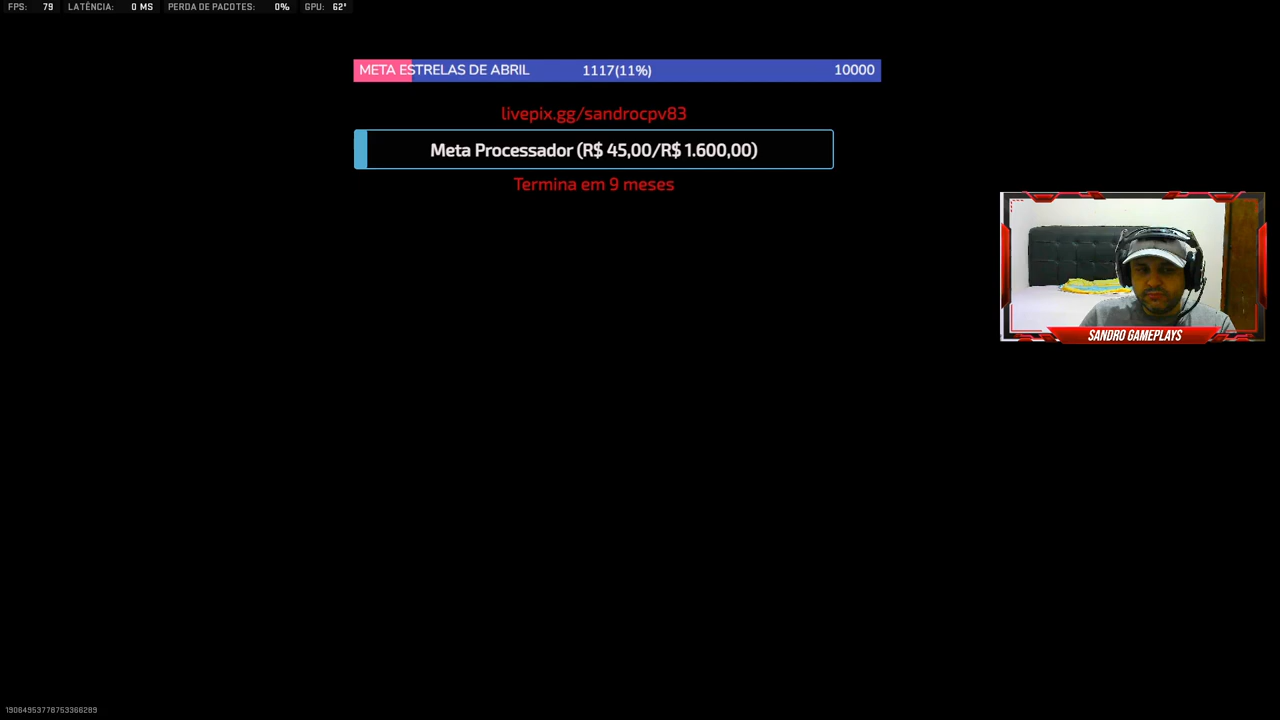 FPS: 79 LATÊNCIA: 0 MS PERDA DE PACOTES: 0% GPU: 62°
META ESTRELAS DE ABRIL 1117(11%) 10000
livepix.gg/sandrocpv83
Meta Processador (R$ 45,00/R$ 1.600,00)
Termina em 9 meses
SANDRO GAMEPLAYS
19064953778753366289